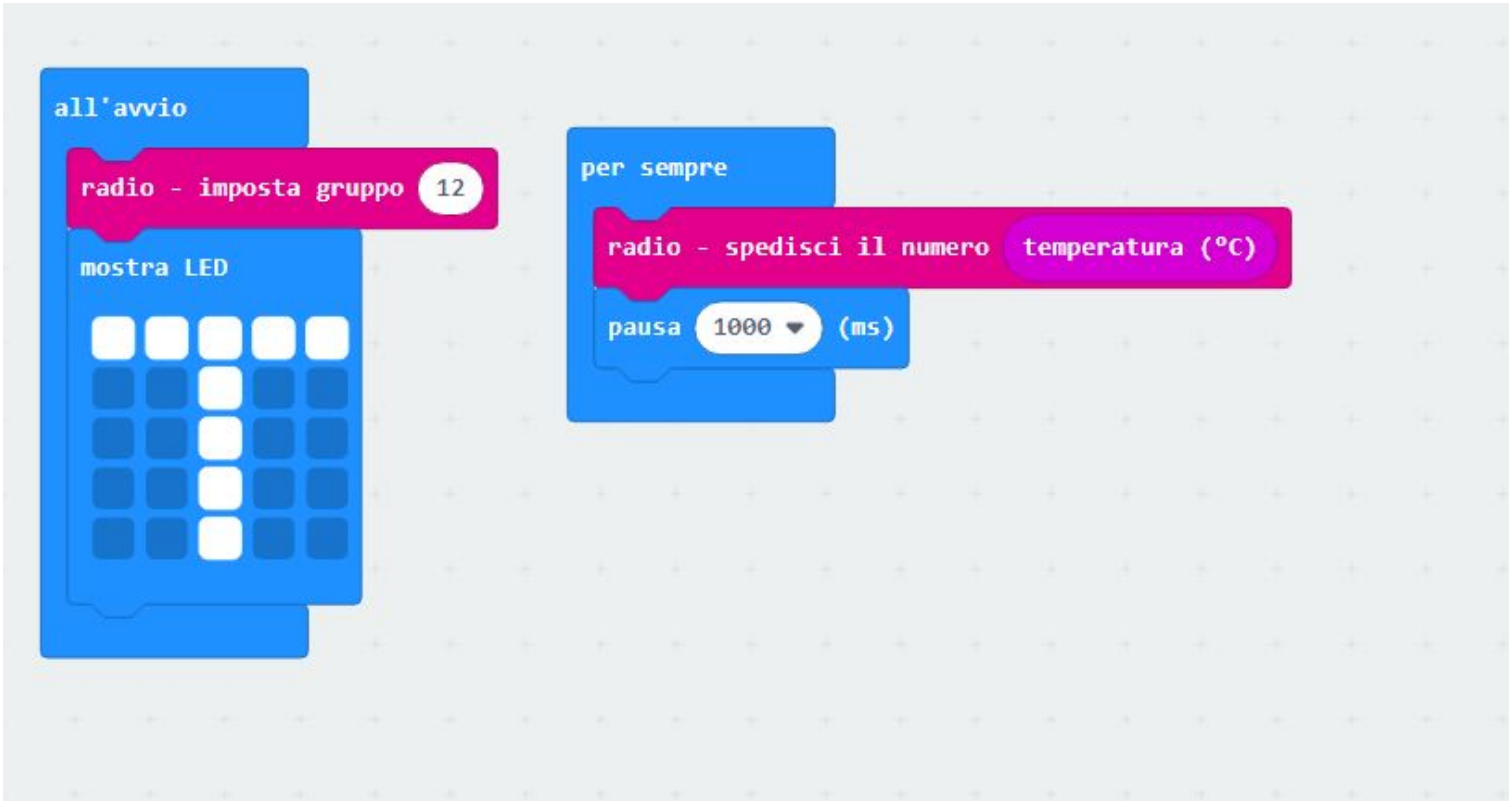 all'avvio
radio - imposta gruppo 12
mostra LED
per sempre
radio - spedisci il numero temperatura (°C)
pausa 1000 (ms)